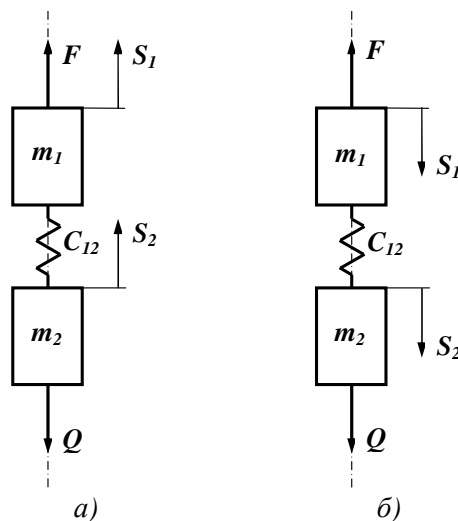 F S1 F
m1 m1 S1
S2
C12 C12
m2 m2 S2
Q Q
а) б)